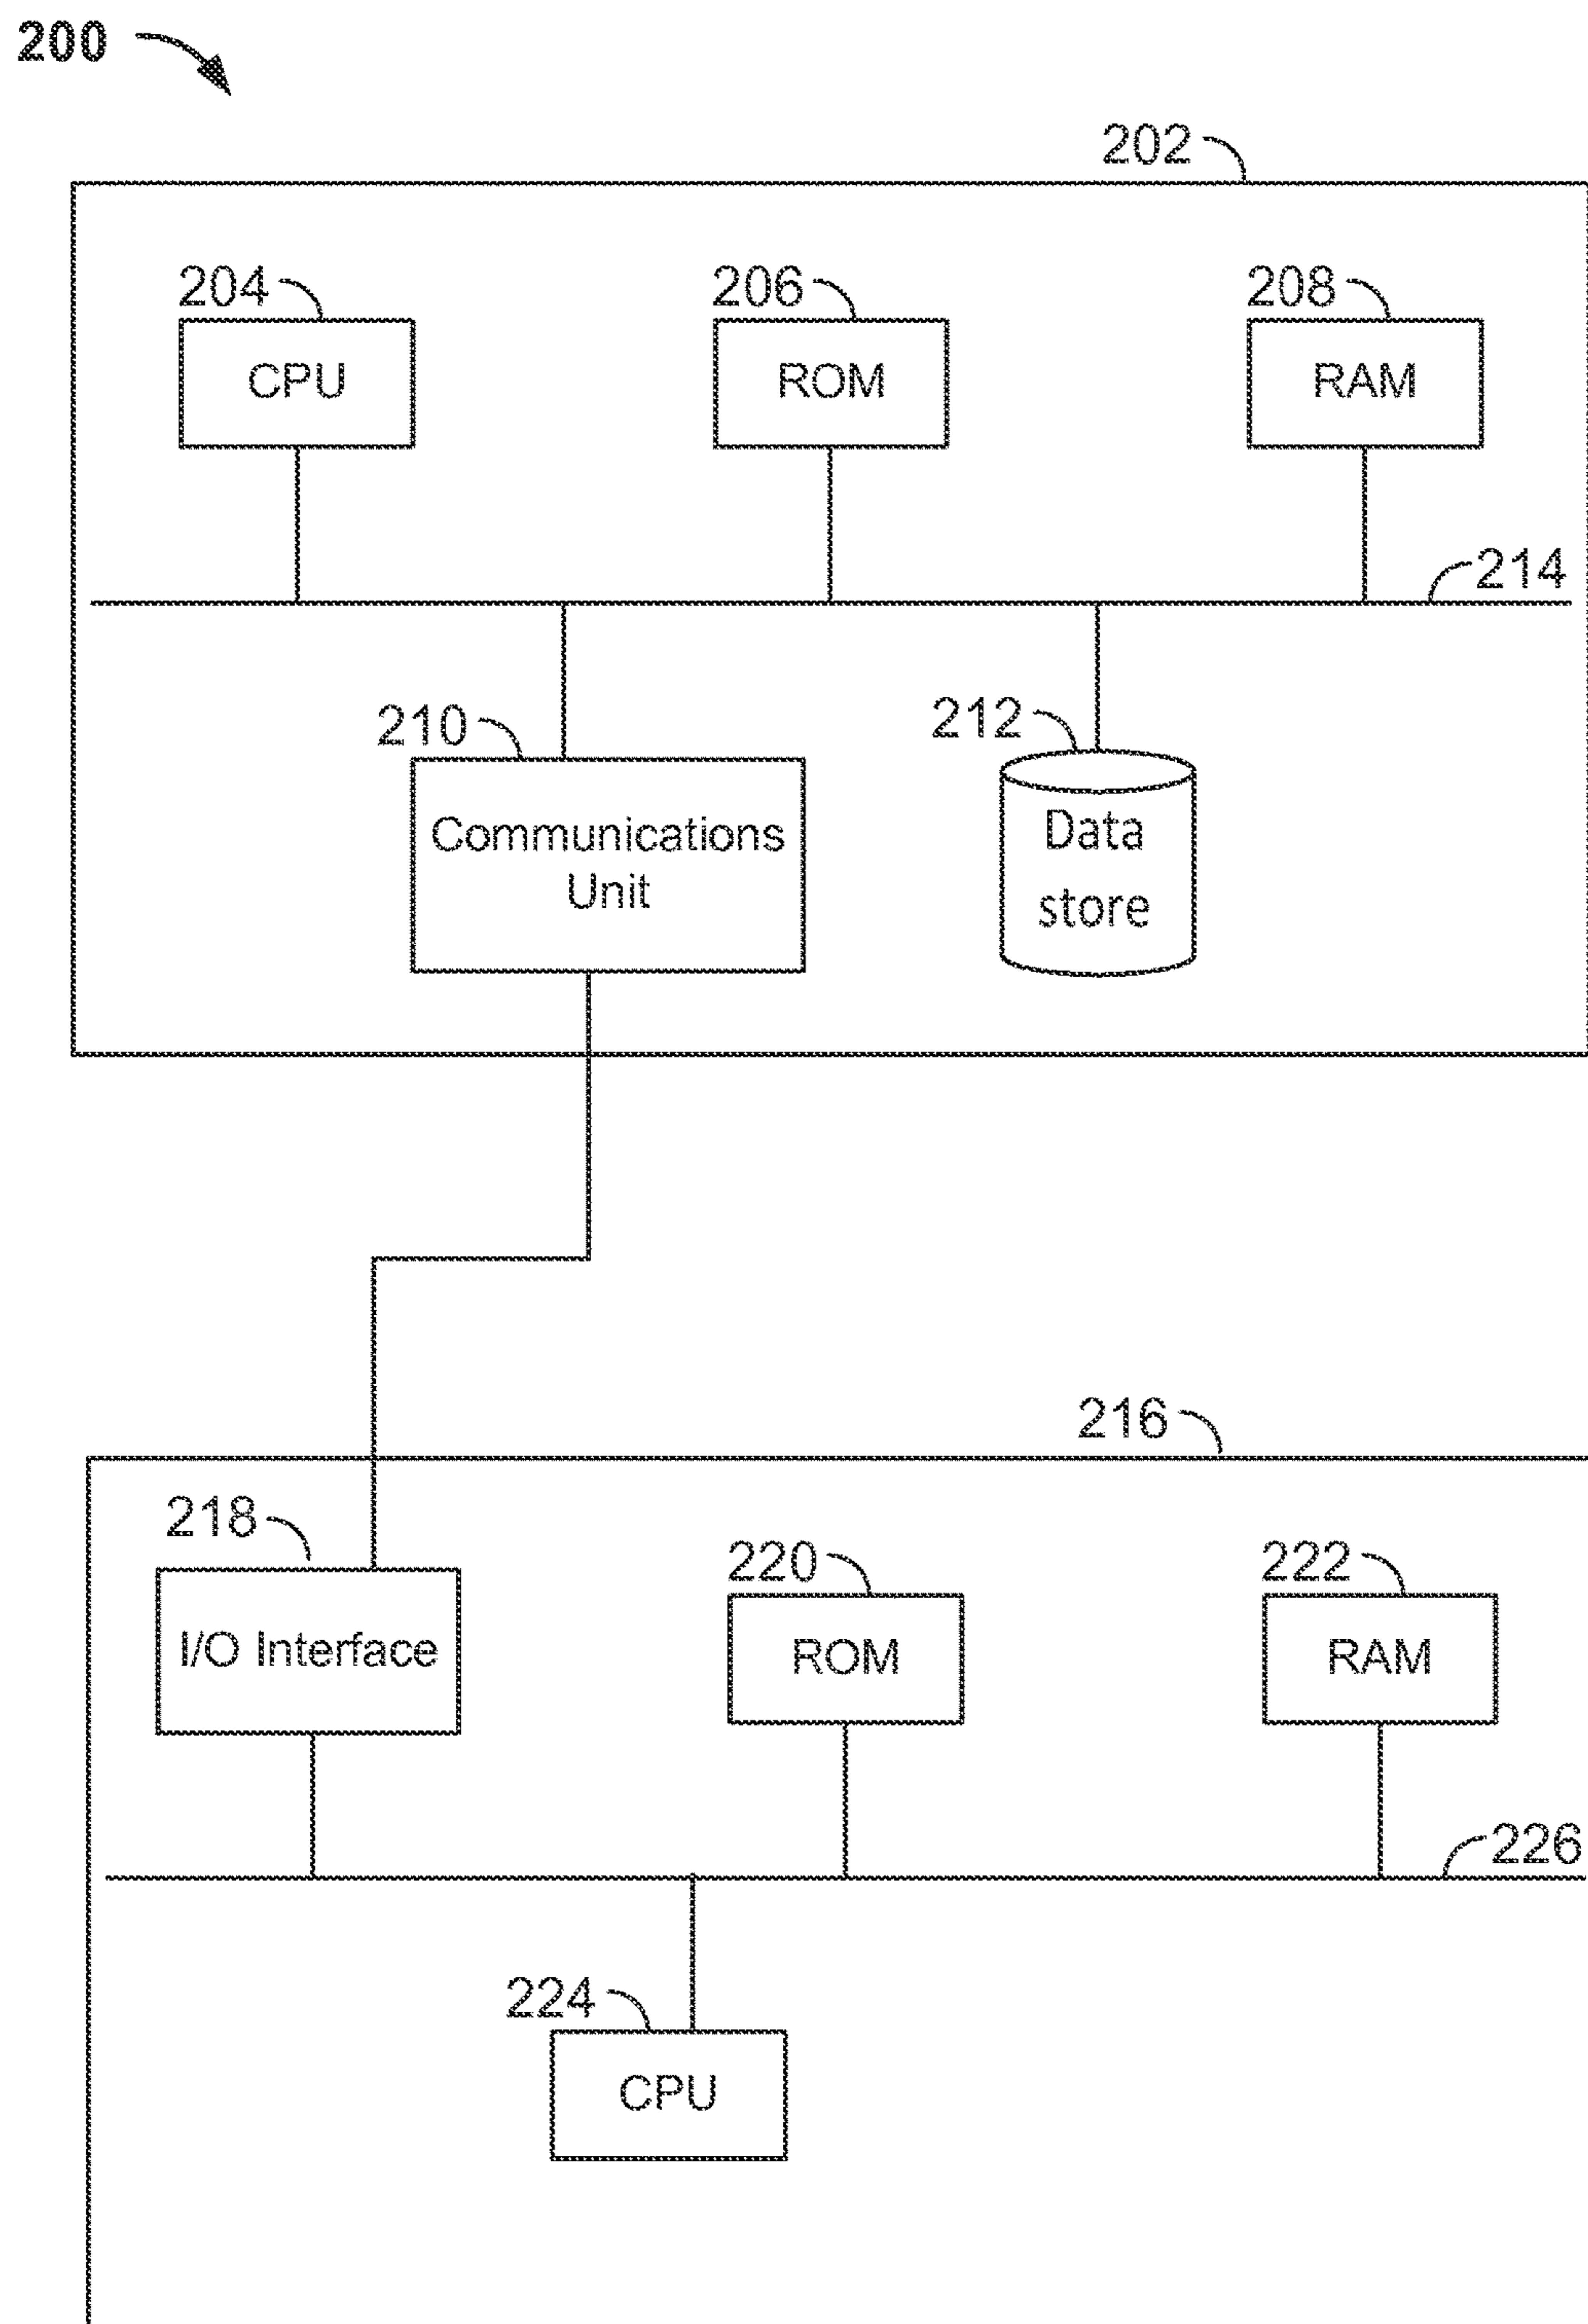 200
202
204
206
208
CPU
ROM
RAM
214
210
212
Communications
Unit
Data
store
216
218
220
222
I/O Interface
ROM
RAM
226
224
CPU